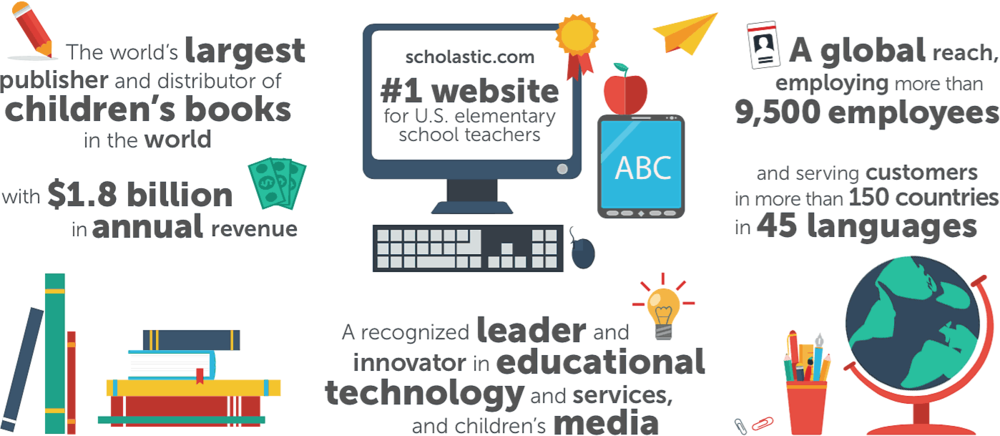 The world's largest
publisher and distributor of
children's books
in the world
with $1.8 billion
in annual revenue
scholastic.com
#1 website
for U.S. elementary
school teachers
ABC
A global reach,
employing more than
9,500 employees
and serving customers
in more than 150 countries
in 45 languages
A recognized leader and
innovator in educational
technology and services,
and children's media